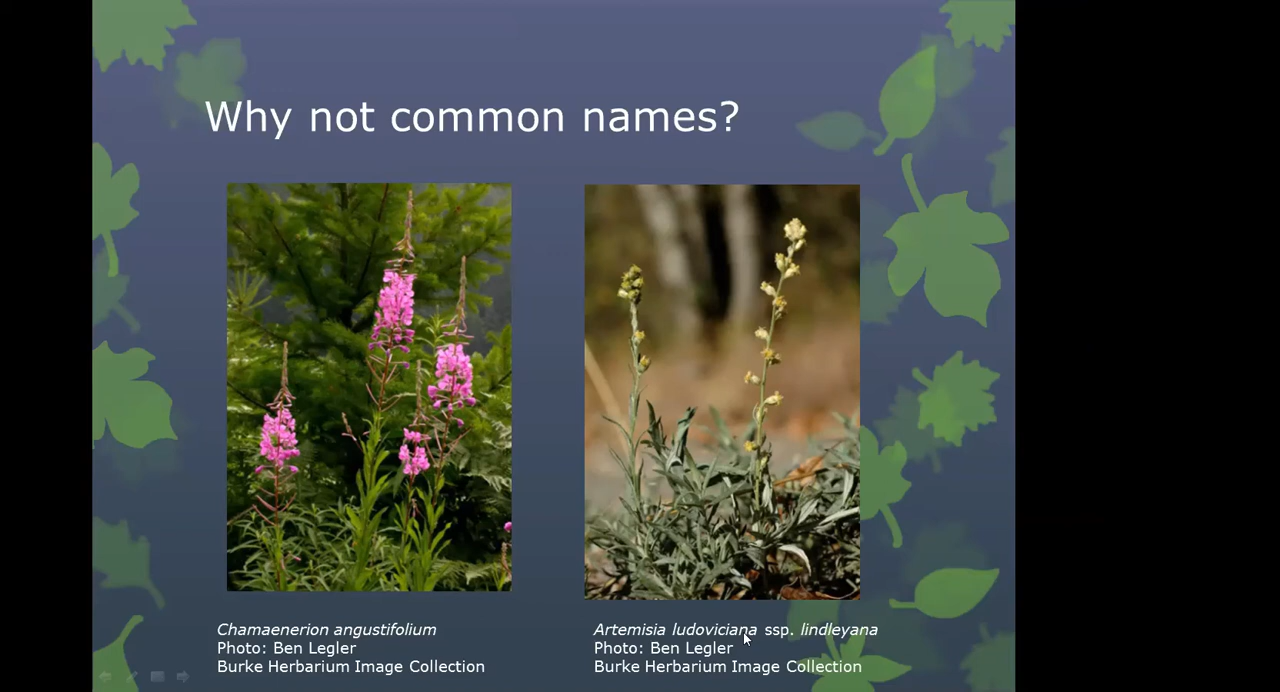 Why not common names?
Chamaenerion angustifolium
Photo: Ben Legler
Burke Herbarium Image Collection
Artemisia ludoviciana ssp. lindleyana
Photo: Ben Legler
Burke Herbarium Image Collection